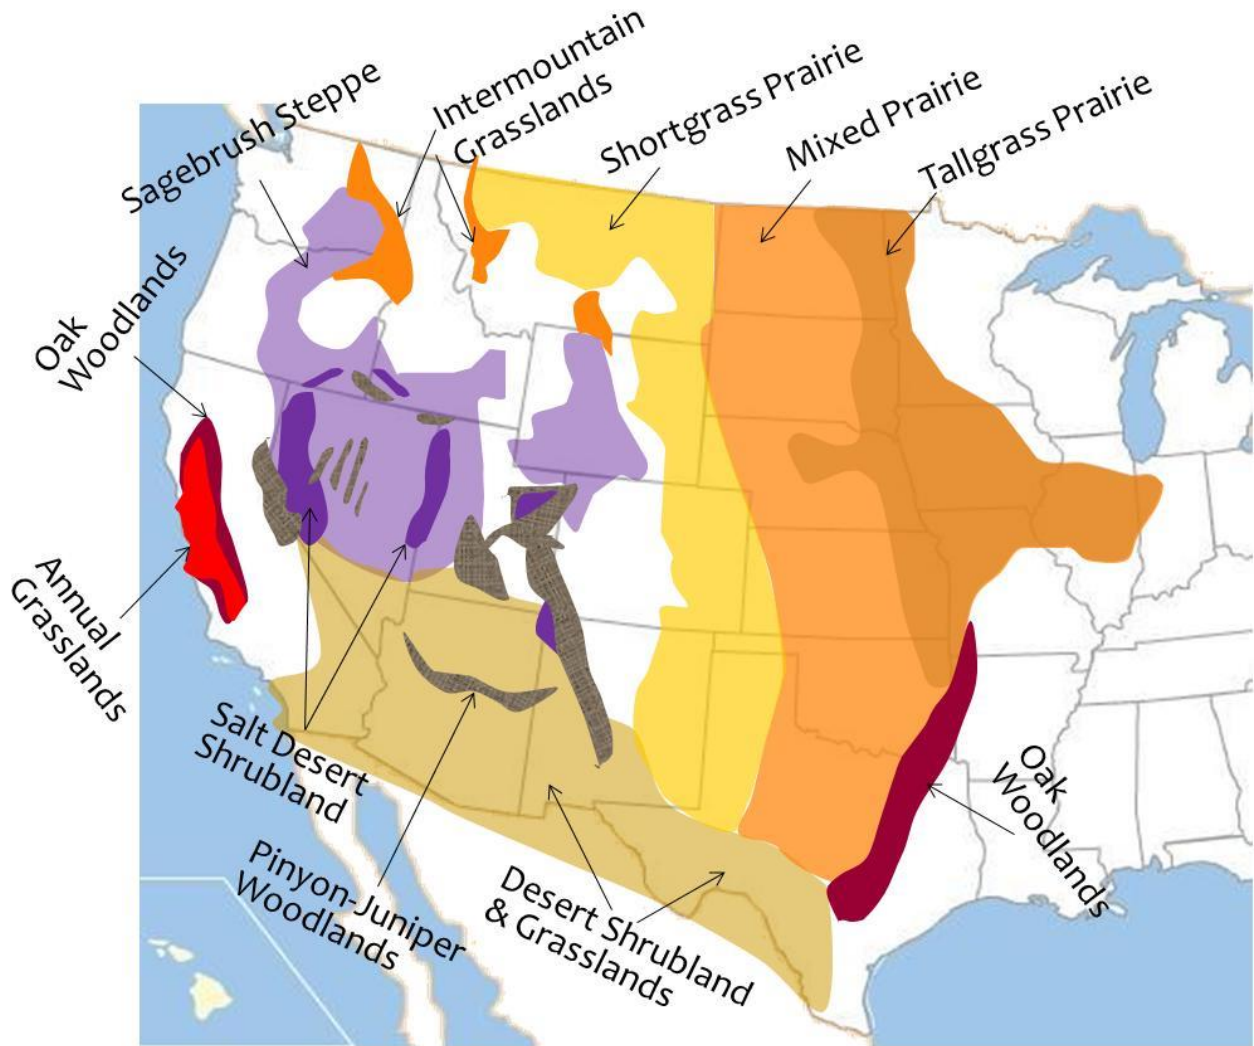 Sagebrush Steppe
Intermountain
Grasslands
Shortgrass Prairie
Mixed Prairie
Tallgrass Prairie
Oak
Woodlands
Annual
Grasslands
Salt Desert
Shrubland
Pinyon-Juniper
Woodlands
Desert Shrubland
& Grasslands
Oak
Woodlands